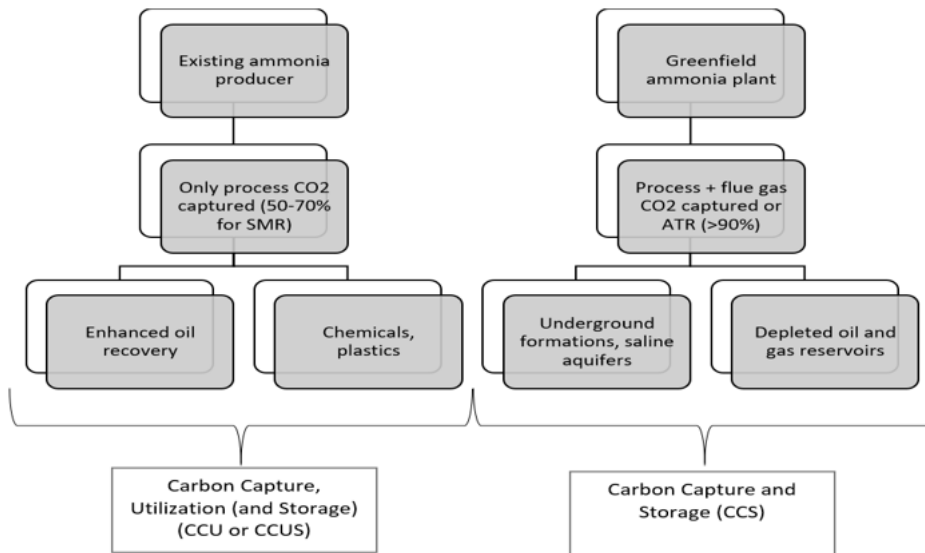 Existing ammonia
producer
Greenfield
ammonia plant
Only process CO2
captured (50-70%
for SMR)
Process + flue gas
CO2 captured or
ATR (>90%)
Enhanced oil
recovery
Chemicals,
plastics
Underground
formations, saline
aquifers
Depleted oil and
gas reservoirs
Carbon Capture,
Utilization (and Storage)
(CCU or CCUS)
Carbon Capture and
Storage (CCS)